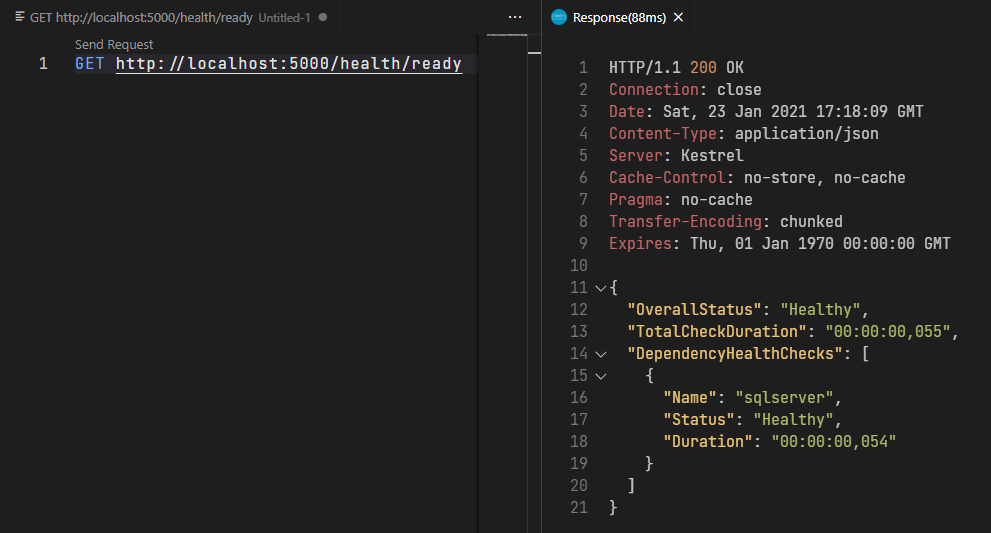 GET http://localhost:5000/health/ready Untitled-1
Send Request
1 GET http://localhost:5000/health/ready
Response(88ms)
1 HTTP/1.1 200 OK
2 Connection: close
3 Date: Sat, 23 Jan 2021 17:18:09 GMT
4 Content-Type: application/json
5 Server: Kestrel
6 Cache-Control: no-store, no-cache
7 Pragma: no-cache
8 Transfer-Encoding: chunked
9 Expires: Thu, 01 Jan 1970 00:00:00 GMT
10
11 {
12 "OverallStatus": "Healthy",
13 "TotalCheckDuration": "00:00:00,055",
14 "DependencyHealthChecks": [
15 {
16 "Name": "sqlserver",
17 "Status": "Healthy",
18 "Duration": "00:00:00,054"
19 }
20 ]
21 }